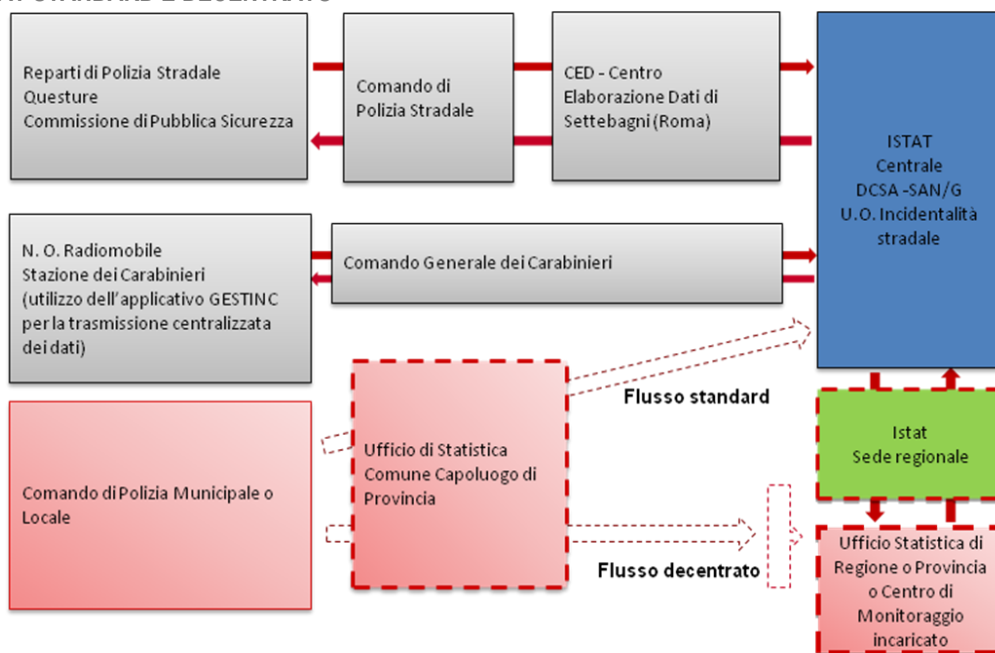 STANDARD E DECENTRATO
Reparti di Polizia Stradale
Questure
Commissione di Pubblica Sicurezza
Comando di
Polizia Stradale
CED - Centro
Elaborazione Dati di
Settebagni (Roma)
ISTAT
Centrale
DCSA -SAN/G
U.O. Incidentalità
stradale
N. O. Radiomobile
Stazione dei Carabinieri
(utilizzo dell'applicativo GESTINC
per la trasmissione centralizzata
dei dati)
Comando Generale dei Carabinieri
Flusso standard
Ufficio di Statistica
Comune Capoluogo di
Provincia
Istat
Sede regionale
Comando di Polizia Municipale o
Locale
Flusso decentrato
Ufficio Statistica di
Regione o Provincia
o Centro di
Monitoraggio
incaricato